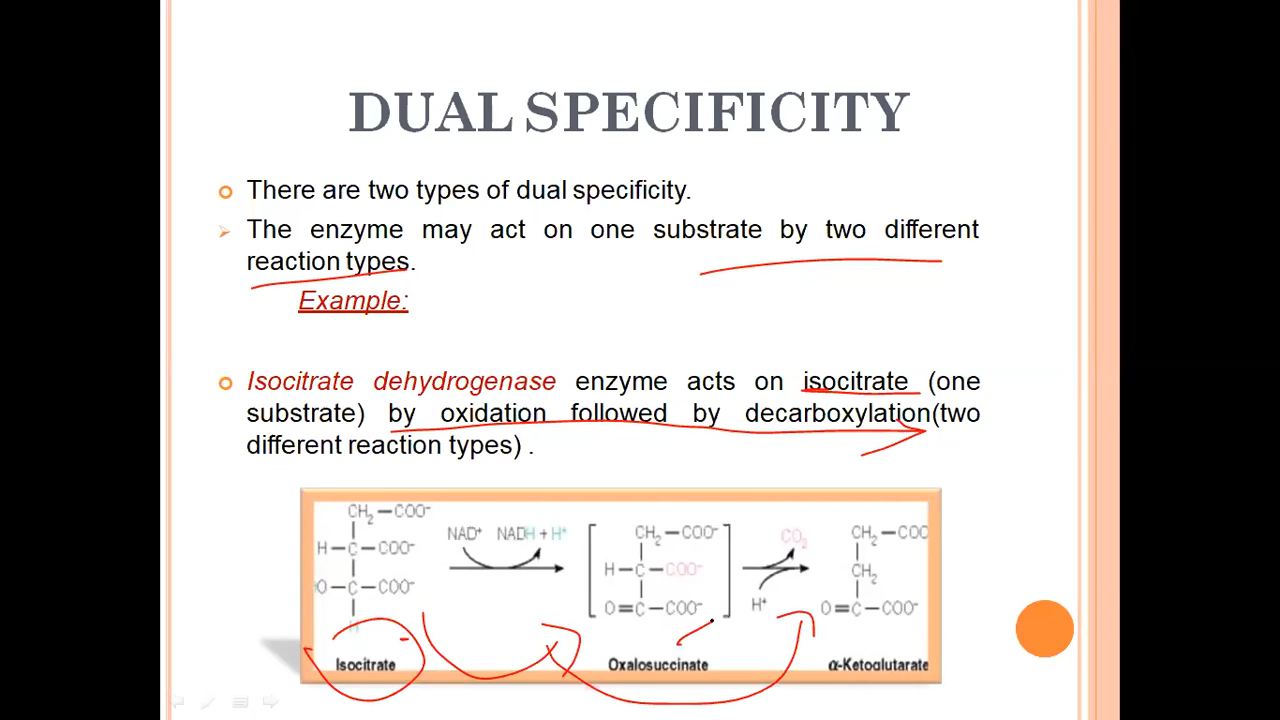 DUAL SPECIFICITY
There are two types of dual specificity.
The enzyme may act on one substrate by two different
reaction types.
Example:
Isocitrate dehydrogenase enzyme acts on isocitrate (one
substrate) by oxidation followed by decarboxylation(two
different reaction types) .
CH2—COO-
H—C—COO-
O—C—COO-
H
Isocitrate
NAD+ NADH + H+
CH2—COO-
H—C—COO-
O=C—COO-
Oxalosuccinate
CO2
H+
CH2—COO
CH2
O=C—COO-
α-Ketoglutarate